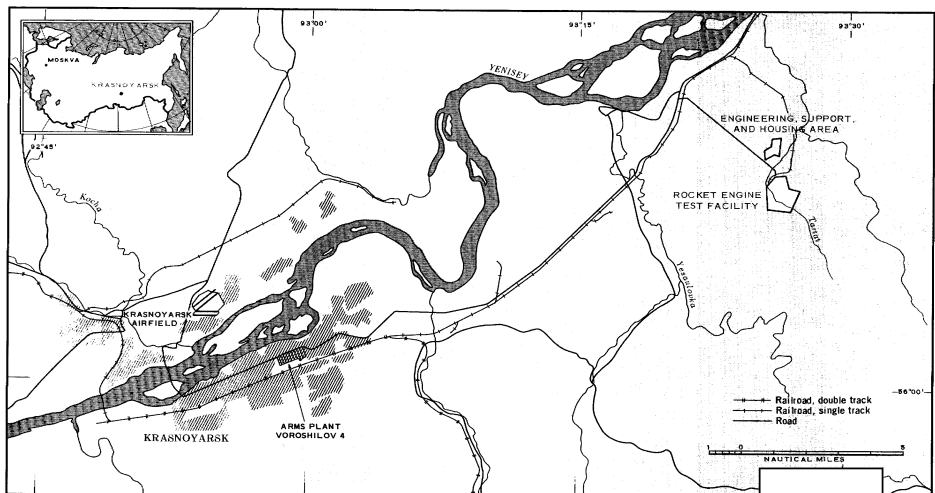 93°00'
93°15'
93°30'
MOSKVA
KRASNOYARSK
YENISEY
ENGINEERING, SUPPORT,
AND HOUSING AREA
92°45'
Kacha
ROCKET ENGINE
TEST FACILITY
Tartat
Yesaulovka
KRASNOYARSK
AIRFIELD
56°00'
Railroad, double track
Railroad, single track
Road
ARMS PLANT
VOROSHILOV 4
KRASNOYARSK
1 0 5
NAUTICAL MILES